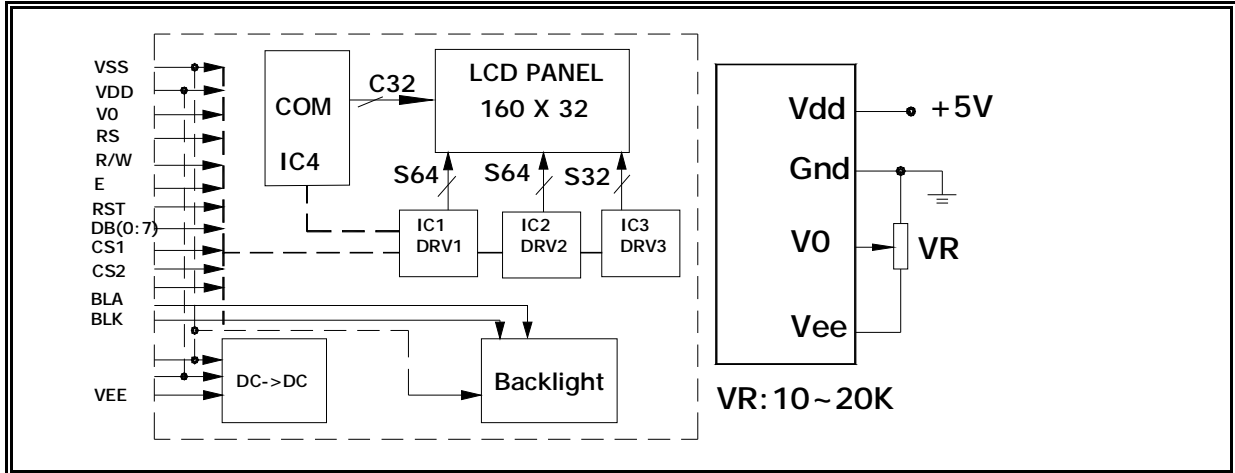 VSS
VDD
V0
RS
R/W
E
RST
DB(0:7)
CS1
CS2
BLA
BLK
VEE
COM
IC4
C32
LCD PANEL
160 X 32
S64
S64
S32
IC1
DRV1
IC2
DRV2
IC3
DRV3
DC->DC
Backlight
Vdd
+5V
Gnd
V0
VR
Vee
VR:10~20K